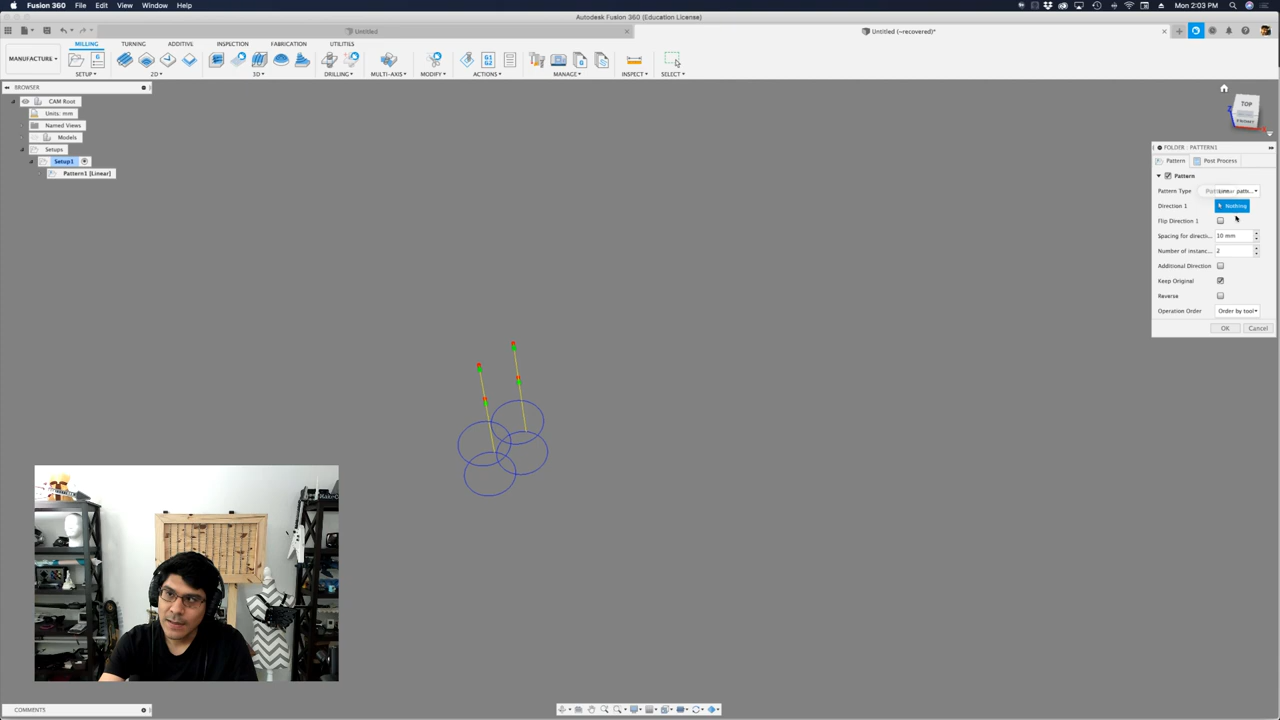 Fusion 360 File Edit Window Help
Mon 2:03 PM
Autodesk Fusion 360 (Education License)
Untitled
Untitled (~recovered)*
MILLING TURNING ADDITIVE INSPECTION FABRICATION UTILITIES
MANUFACTURE
SETUP 2D 3D DRILLING MULTI-AXIS MODIFY ACTIONS MANAGE INSPECT SELECT
BROWSER
CAM Root
Units: mm
Named Views
Models
Setups
Setup1
Pattern1 [Linear]
TOP
FRONT
Z
FOLDER: PATTERN1
Pattern Post Process
Pattern
Pattern Type
Direction 1 Nothing
Flip Direction 1
Spacing for directi... 10 mm
Number of instanc... 2
Additional Direction
Keep Original
Reverse
Operation Order Order by tool
OK Cancel
COMMENTS